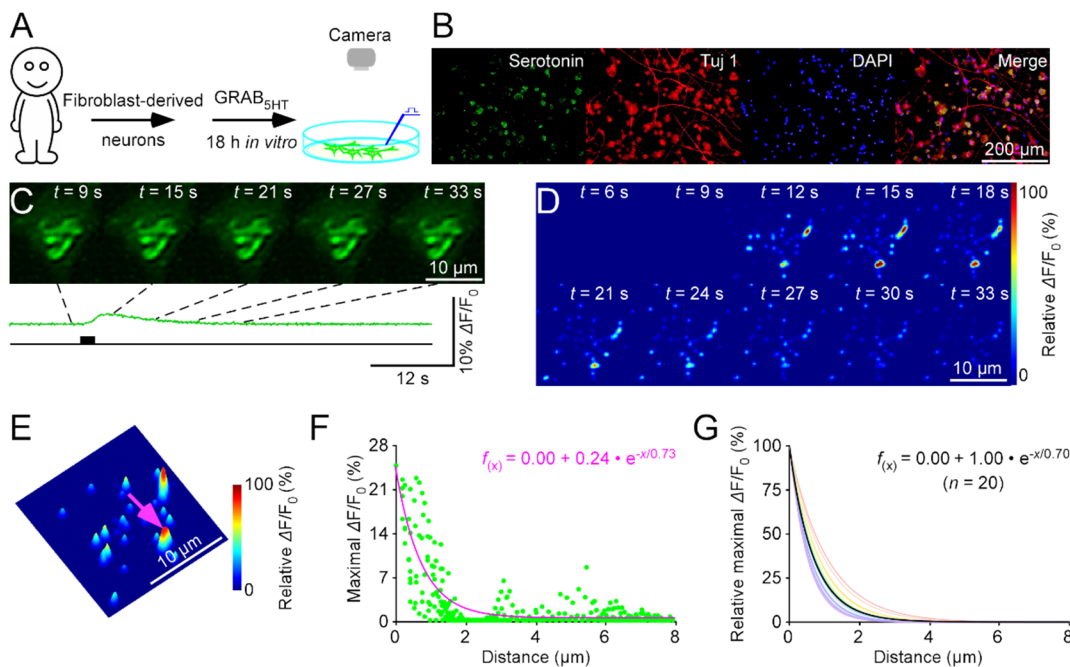 A
Camera
Fibroblast-derived
neurons
GRAB5HT
18 h in vitro
B
Serotonin
Tuj 1
DAPI
Merge
200 µm
C
t = 9 s
t = 15 s
t = 21 s
t = 27 s
t = 33 s
10 µm
10% ΔF/F0
12 s
D
t = 6 s
t = 9 s
t = 12 s
t = 15 s
t = 18 s
t = 21 s
t = 24 s
t = 27 s
t = 30 s
t = 33 s
10 µm
100
0
Relative ΔF/F0 (%)
E
10 µm
100
0
Relative ΔF/F0 (%)
F
28
21
14
7
0
Maximal ΔF/F0 (%)
f(x) = 0.00 + 0.24 • e-x/0.73
0 2 4 6 8
Distance (µm)
G
100
75
50
25
0
Relative maximal ΔF/F0 (%)
f(x) = 0.00 + 1.00 • e-x/0.70
(n = 20)
0 1 2 3 4 5 6 7 8
Distance (µm)